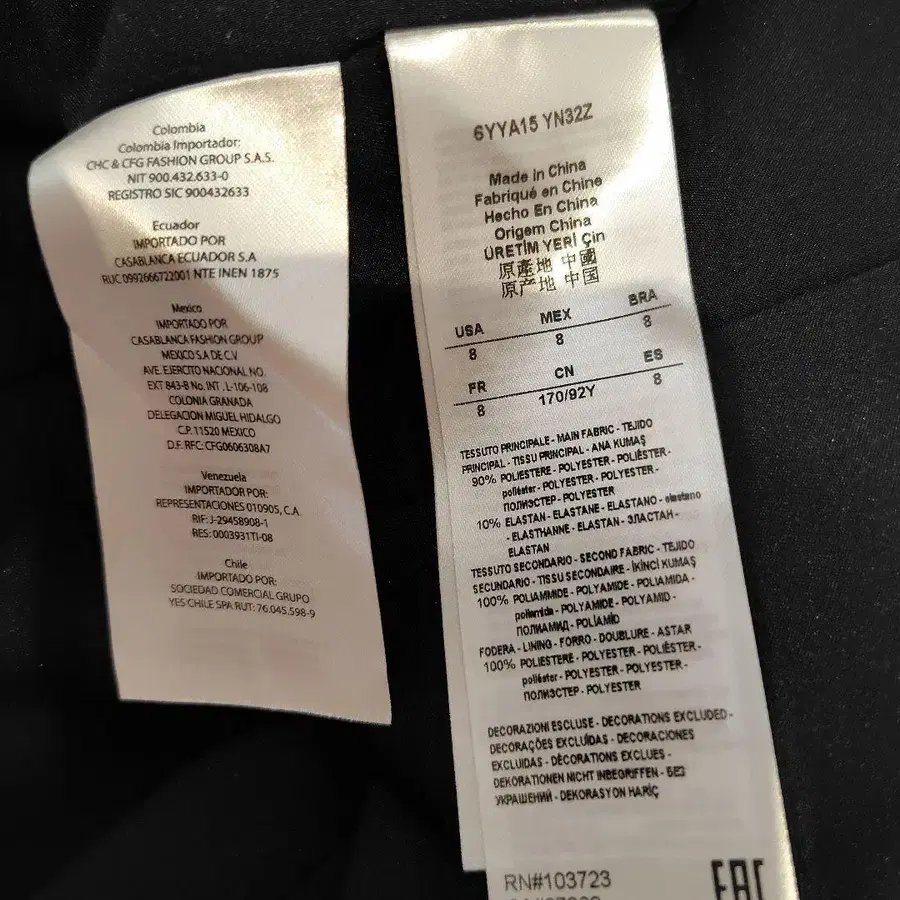 Colombia
Colombia Importador:
CHC & CFG FASHION GROUP S.A.S.
NIT 900.432.633-0
REGISTRO SIC 900432633
Ecuador
IMPORTADO POR
CASABLANCA ECUADOR S.A
RUC 0992666722001 NTE INEN 1875
Mexico
IMPORTADO POR
CASABLANCA FASHION GROUP
MEXICO S.A DE C.V
AVE. EJERCITO NACIONAL NO.
EXT 843-B No. INT . L-106-108
COLONIA GRANADA
DELEGACION MIGUEL HIDALGO
C.P. 11520 MEXICO
D.F. RFC: CFG0606308A7
Venezuela
IMPORTADOR POR:
REPRESENTACIONES 010905, C.A.
RIF: J-29458908-1
RES: 0003931TI-08
Chile
IMPORTADO POR:
SOCIEDAD COMERCIAL GRUPO
YES CHILE SPA RUT: 76.045.598-9
6YYA15 YN32Z
Made in China
Fabriqué en Chine
Hecho En China
Origem China
ÜRETİM YERİ Çin
原產地 中國
原产地 中国
USA MEX BRA
8 8 8
FR CN ES
8 170/92Y 8
TESSUTO PRINCIPALE - MAIN FABRIC - TEJIDO
PRINCIPAL - TISSU PRINCIPAL - ANA KUMAŞ
90% POLIESTERE - POLYESTER - POLIÉSTER -
poliéster - POLYESTER - POLYESTER -
ПОЛИЭСТЕР - POLYESTER
10% ELASTAN - ELASTANE - ELASTANO - elastano
- ELASTHANNE - ELASTAN - ЭЛАСТАН -
ELASTAN
TESSUTO SECONDARIO - SECOND FABRIC - TEJIDO
SECUNDARIO - TISSU SECONDAIRE - İKİNCİ KUMAŞ
100% POLIAMMIDE - POLYAMIDE - POLIAMIDA -
poliamida - POLYAMIDE - POLYAMID -
ПОЛИАМИД - POLİAMİD
FODERA - LINING - FORRO - DOUBLURE - ASTAR
100% POLIESTERE - POLYESTER - POLIÉSTER -
poliéster - POLYESTER - POLYESTER -
ПОЛИЭСТЕР - POLYESTER
DECORAZIONI ESCLUSE - DECORATIONS EXCLUDED -
DECORAÇÕES EXCLUÍDAS - DECORACIONES
EXCLUIDAS - DÉCORATIONS EXCLUES -
DEKORATIONEN NICHT INBEGRIFFEN - БЕЗ
УКРАШЕНИЙ - DEKORASYON HARİÇ
RN#103723
EAC